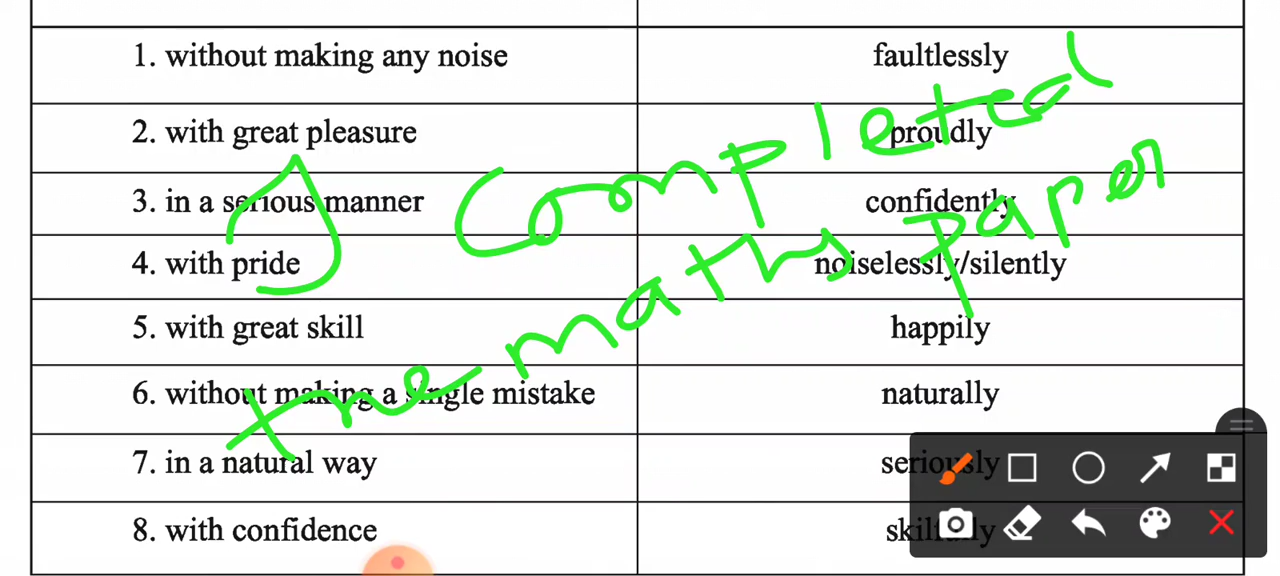 1. without making any noise faultlessly
2. with great pleasure proudly
3. in a serious manner confidently
4. with pride noiselessly/silently
5. with great skill happily
6. without making a single mistake naturally
7. in a natural way seriously
8. with confidence skilfully
I completed
the maths paper